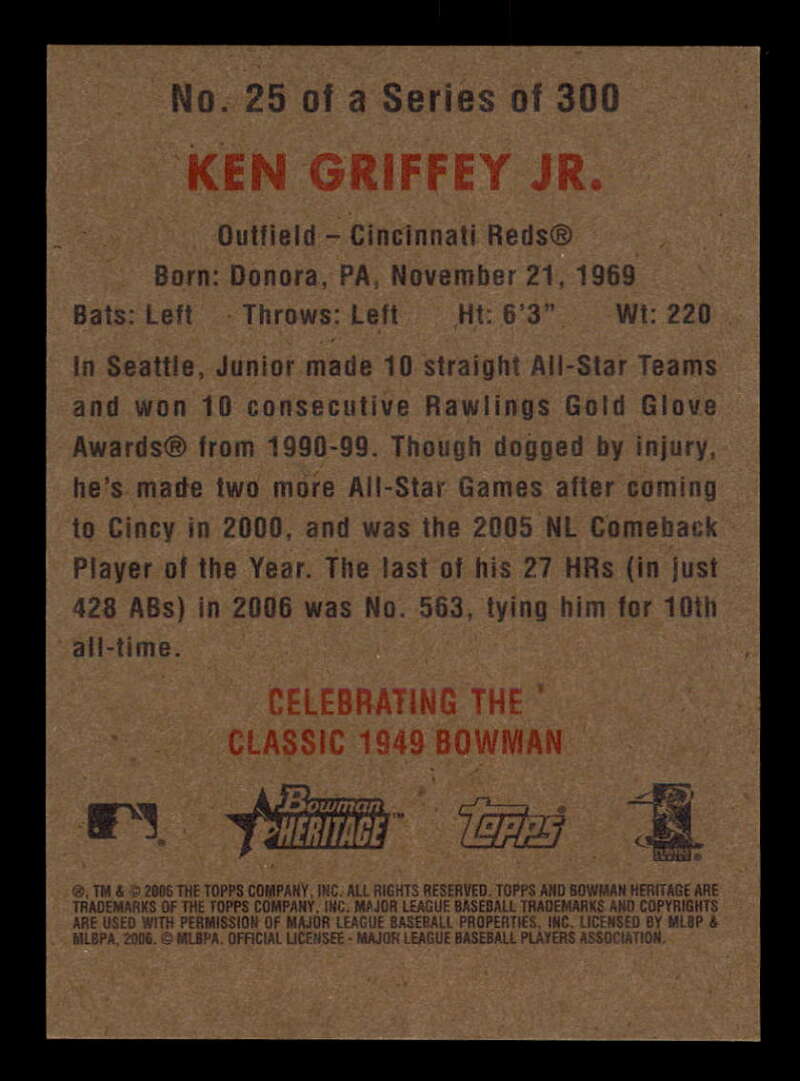 No. 25 of a Series of 300
KEN GRIFFEY JR.
Outfield – Cincinnati Reds®
Born: Donora, PA, November 21, 1969
Bats: Left Throws: Left Ht: 6'3" Wt: 220
In Seattle, Junior made 10 straight All-Star Teams
and won 10 consecutive Rawlings Gold Glove
Awards® from 1990-99. Though dogged by injury,
he's made two more All-Star Games after coming
to Cincy in 2000, and was the 2005 NL Comeback
Player of the Year. The last of his 27 HRs (in just
428 ABs) in 2006 was No. 563, tying him for 10th
all-time.
CELEBRATING THE
CLASSIC 1949 BOWMAN
Bowman
HERITAGE™
Topps®
®, TM & © 2006 THE TOPPS COMPANY, INC. ALL RIGHTS RESERVED. TOPPS AND BOWMAN HERITAGE ARE
TRADEMARKS OF THE TOPPS COMPANY, INC. MAJOR LEAGUE BASEBALL TRADEMARKS AND COPYRIGHTS
ARE USED WITH PERMISSION OF MAJOR LEAGUE BASEBALL PROPERTIES, INC. LICENSED BY MLBP &
MLBPA, 2006. © MLBPA. OFFICIAL LICENSEE - MAJOR LEAGUE BASEBALL PLAYERS ASSOCIATION.